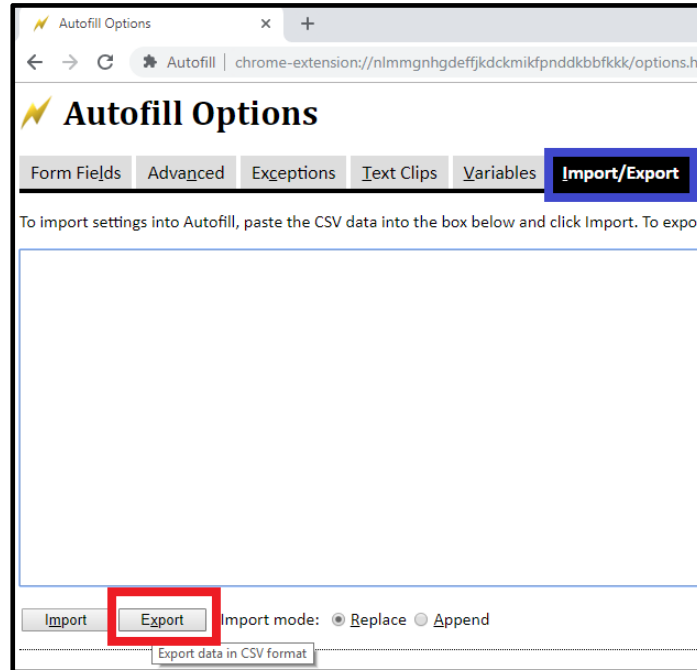 Autofill Options
Autofill | chrome-extension://nlmmgnhgdeffjkdckmikfpnddkbbfkkk/options.h
Autofill Options
Form Fields Advanced Exceptions Text Clips Variables Import/Export
To import settings into Autofill, paste the CSV data into the box below and click Import. To expo
Import Export Import mode: Replace Append
Export data in CSV format